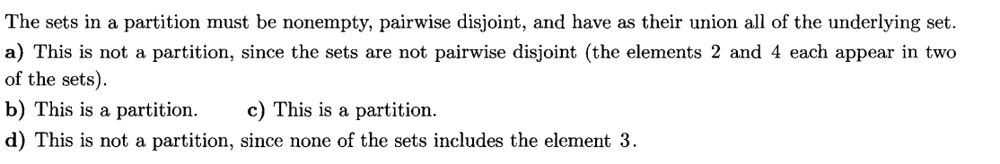 The sets in a partition must be nonempty, pairwise disjoint, and have as their union all of the underlying set.
a) This is not a partition, since the sets are not pairwise disjoint (the elements 2 and 4 each appear in two
of the sets).
b) This is a partition. c) This is a partition.
d) This is not a partition, since none of the sets includes the element 3.